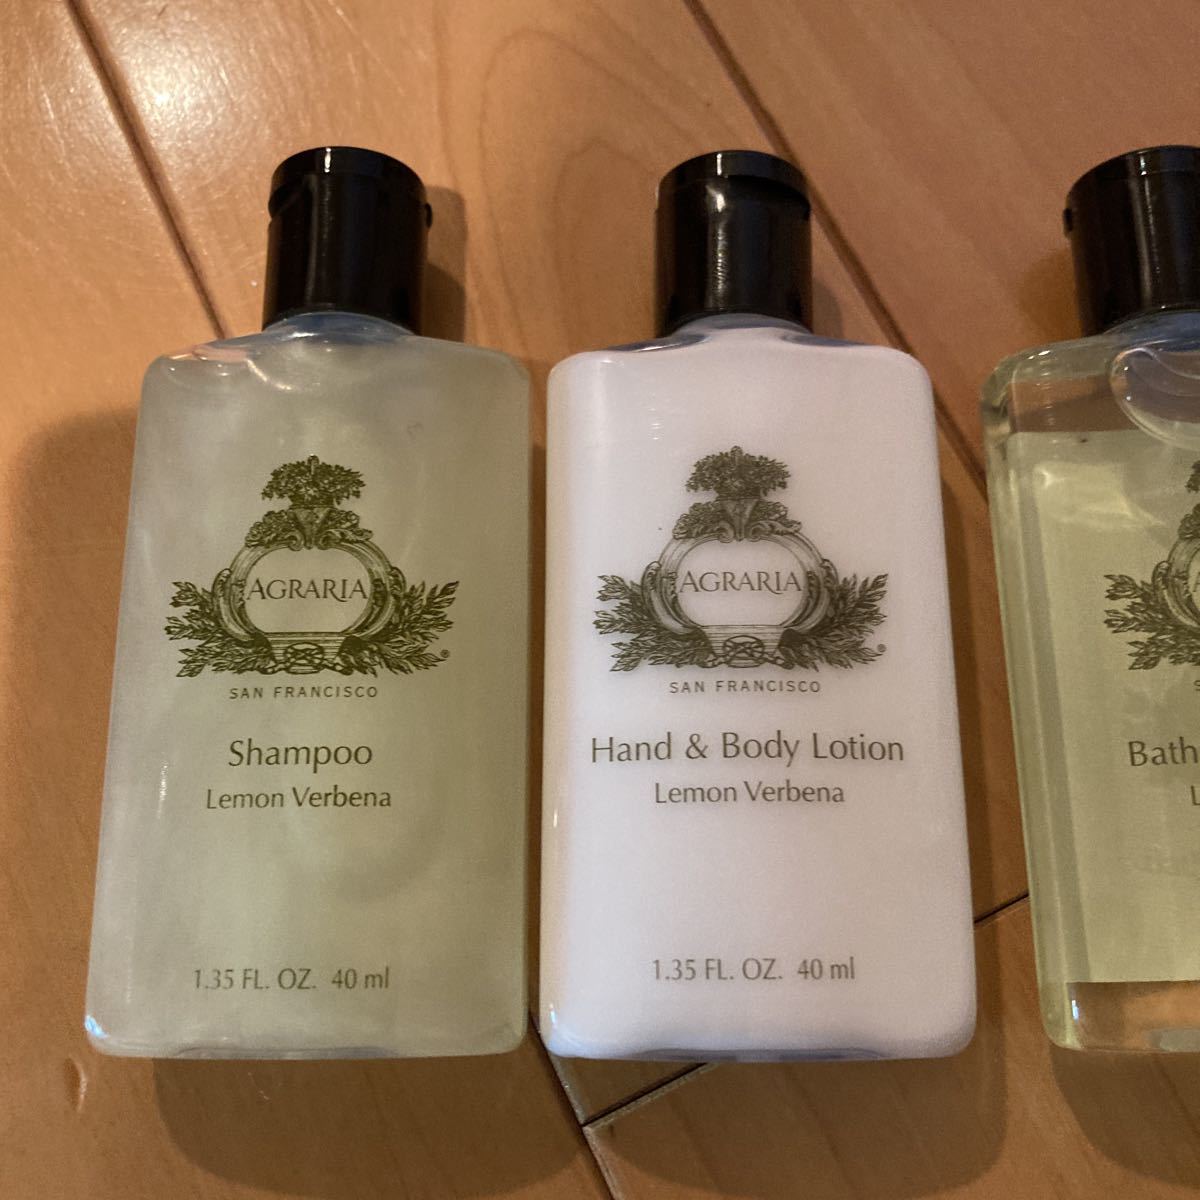 AGRARIA
®
SAN FRANCISCO
Shampoo
Lemon Verbena
1.35 FL. OZ. 40 ml
AGRARIA
®
SAN FRANCISCO
Hand & Body Lotion
Lemon Verbena
1.35 FL. OZ. 40 ml
Bath